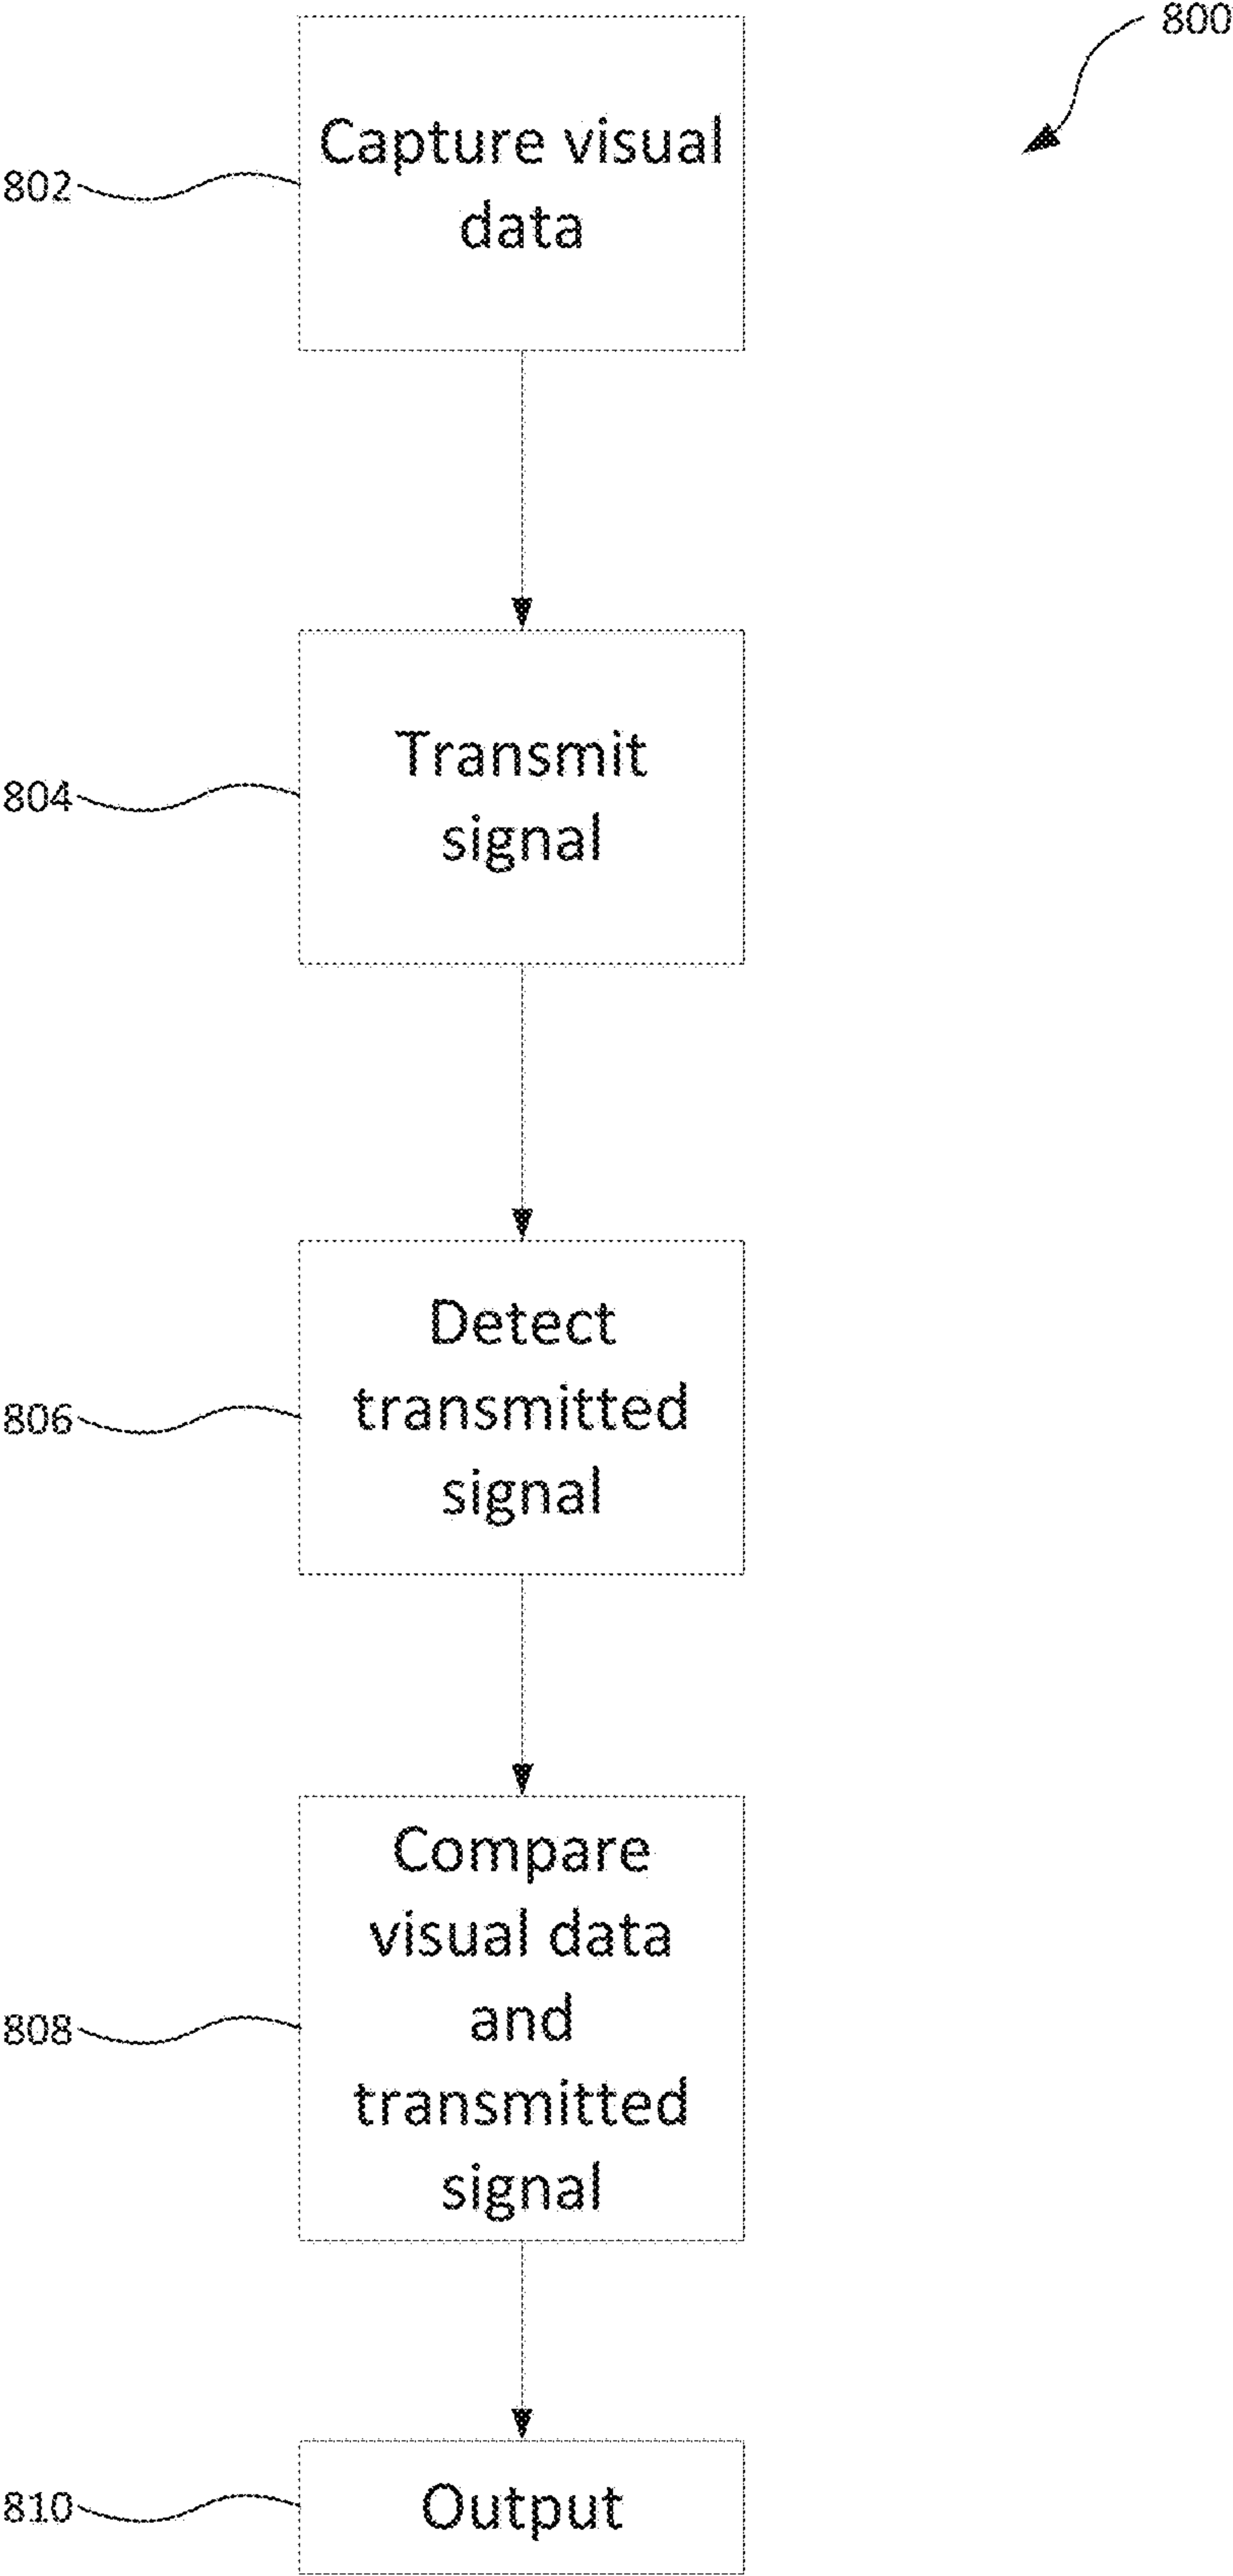 800
Capture visual
data
802
Transmit
signal
804
Detect
transmitted
signal
806
Compare
visual data
and
transmitted
signal
808
Output
810